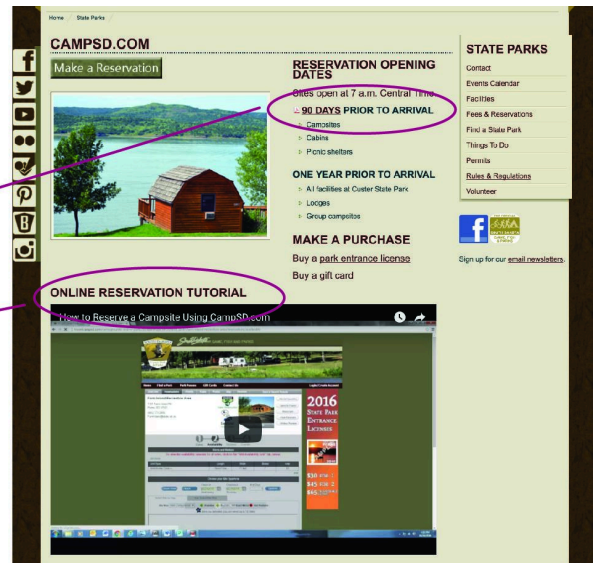 Home / State Parks /
CAMPSD.COM
Make a Reservation
RESERVATION OPENING
DATES
Sites open at 7 a.m. Central Time
90 DAYS PRIOR TO ARRIVAL
Campsites
Cabins
Picnic shelters
ONE YEAR PRIOR TO ARRIVAL
All facilities at Custer State Park
Lodges
Group campsites
MAKE A PURCHASE
Buy a park entrance license
Buy a gift card
STATE PARKS
Contact
Events Calendar
Facilities
Fees & Reservations
Find a State Park
Things To Do
Permits
Rules & Regulations
Volunteer
Sign up for our email newsletters.
ONLINE RESERVATION TUTORIAL
How to Reserve a Campsite Using CampSD.com
2016
STATE PARK
ENTRANCE
LICENSES